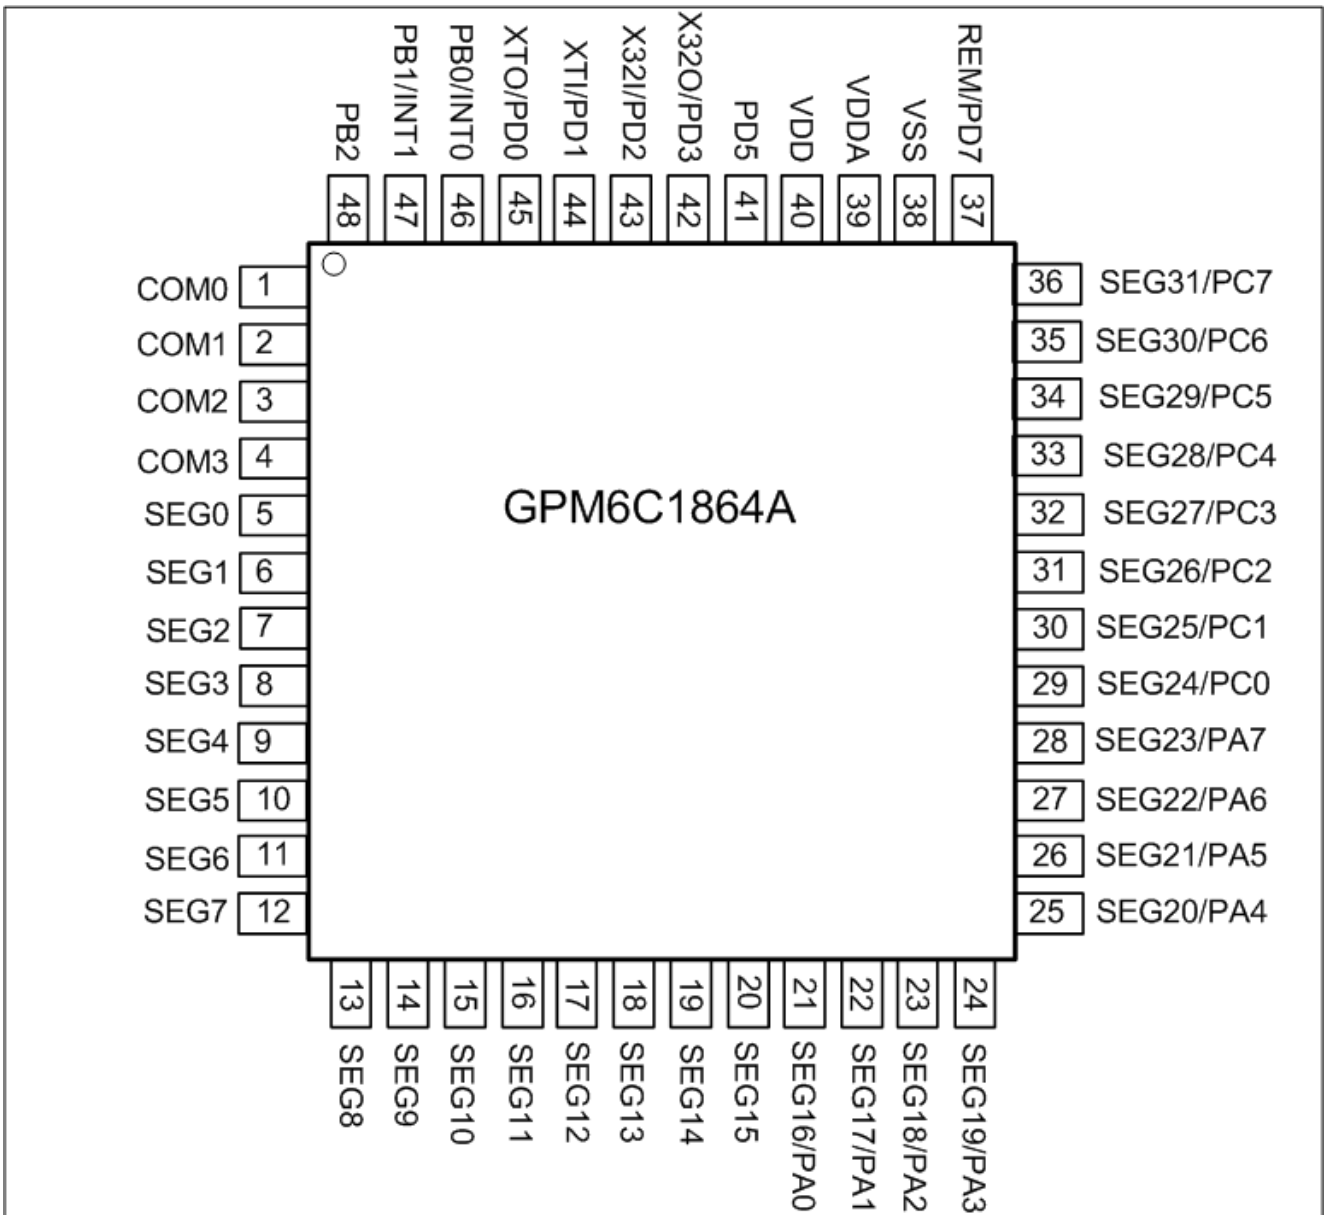 PB2
PB1/INT1
PB0/INT0
XTO/PD0
XTI/PD1
X32I/PD2
X32O/PD3
PD5
VDD
VDDA
VSS
REM/PD7
48
47
46
45
44
43
42
41
40
39
38
37
COM0 1
COM1 2
COM2 3
COM3 4
SEG0 5
SEG1 6
SEG2 7
SEG3 8
SEG4 9
SEG5 10
SEG6 11
SEG7 12
GPM6C1864A
36 SEG31/PC7
35 SEG30/PC6
34 SEG29/PC5
33 SEG28/PC4
32 SEG27/PC3
31 SEG26/PC2
30 SEG25/PC1
29 SEG24/PC0
28 SEG23/PA7
27 SEG22/PA6
26 SEG21/PA5
25 SEG20/PA4
13
14
15
16
17
18
19
20
21
22
23
24
SEG8
SEG9
SEG10
SEG11
SEG12
SEG13
SEG14
SEG15
SEG16/PA0
SEG17/PA1
SEG18/PA2
SEG19/PA3